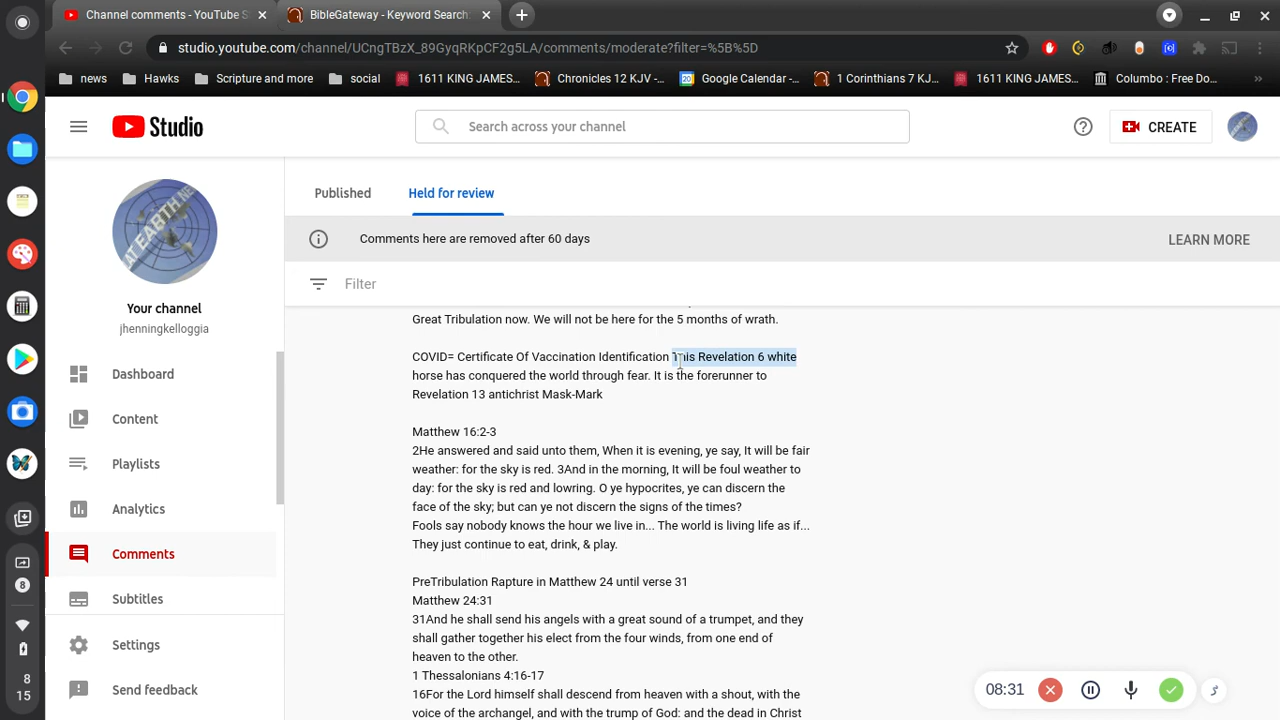 Channel comments - YouTube S
BibleGateway - Keyword Search:
studio.youtube.com/channel/UCngTBzX_89GyqRKpCF2g5LA/comments/moderate?filter=%5B%5D
news
Hawks
Scripture and more
social
1611 KING JAMES...
Chronicles 12 KJV -...
Google Calendar -...
1 Corinthians 7 KJ...
1611 KING JAMES...
Columbo : Free Do...
Studio
Search across your channel
CREATE
LAT EARTH.NE
Your channel
jhenningkelloggia
Dashboard
Content
Playlists
Analytics
Comments
Subtitles
Settings
Send feedback
Published
Held for review
Comments here are removed after 60 days
LEARN MORE
Filter
Great Tribulation now. We will not be here for the 5 months of wrath.
COVID= Certificate Of Vaccination Identification This Revelation 6 white
horse has conquered the world through fear. It is the forerunner to
Revelation 13 antichrist Mask-Mark
Matthew 16:2-3
2He answered and said unto them, When it is evening, ye say, It will be fair
weather: for the sky is red. 3And in the morning, It will be foul weather to
day: for the sky is red and lowring. O ye hypocrites, ye can discern the
face of the sky; but can ye not discern the signs of the times?
Fools say nobody knows the hour we live in... The world is living life as if...
They just continue to eat, drink, & play.
PreTribulation Rapture in Matthew 24 until verse 31
Matthew 24:31
31And he shall send his angels with a great sound of a trumpet, and they
shall gather together his elect from the four winds, from one end of
heaven to the other.
1 Thessalonians 4:16-17
16For the Lord himself shall descend from heaven with a shout, with the
voice of the archangel, and with the trump of God: and the dead in Christ
8
8
15
08:31